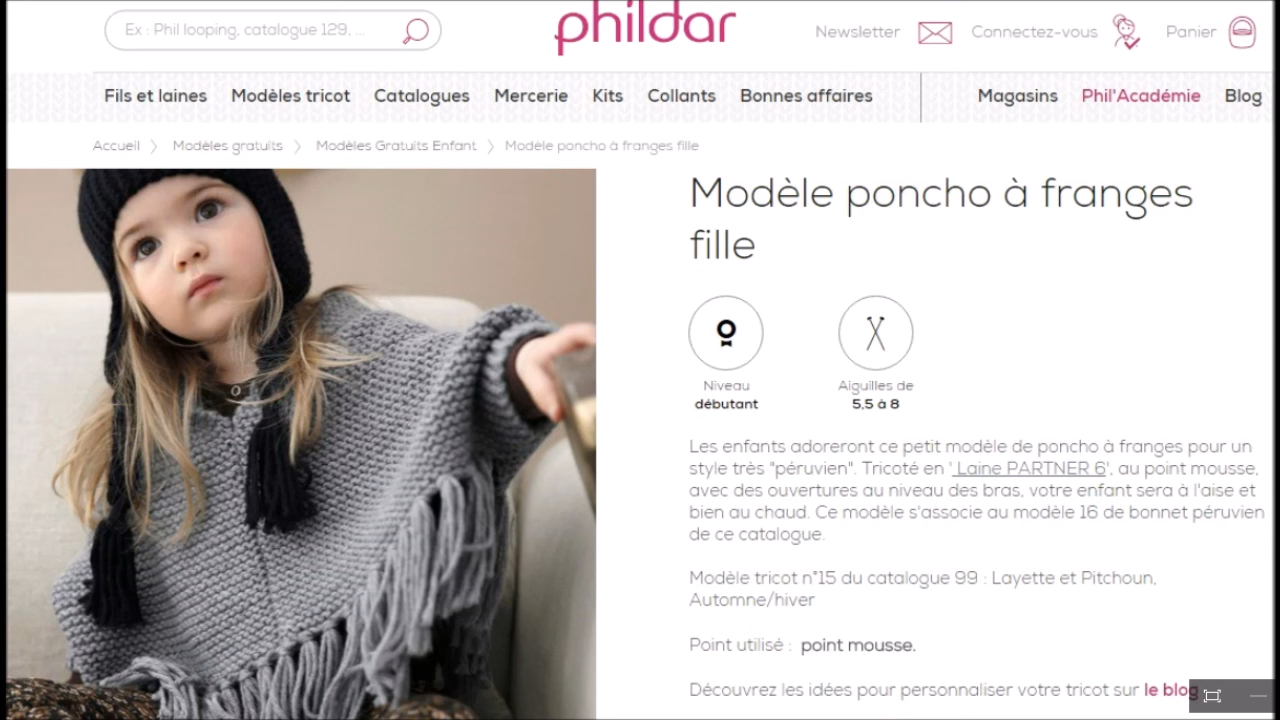 Ex : Phil looping, catalogue 129, ...
phildar
Newsletter
Connectez-vous
Panier
Fils et laines
Modèles tricot
Catalogues
Mercerie
Kits
Collants
Bonnes affaires
Magasins
Phil'Académie
Blog
Accueil > Modèles gratuits > Modèles Gratuits Enfant > Modèle poncho à franges fille
Modèle poncho à franges
fille
Niveau
débutant
Aiguilles de
5,5 à 8
Les enfants adoreront ce petit modèle de poncho à franges pour un
style très "péruvien". Tricoté en ' Laine PARTNER 6', au point mousse,
avec des ouvertures au niveau des bras, votre enfant sera à l'aise et
bien au chaud. Ce modèle s'associe au modèle 16 de bonnet péruvien
de ce catalogue.
Modèle tricot n°15 du catalogue 99 : Layette et Pitchoun,
Automne/hiver
Point utilisé : point mousse.
Découvrez les idées pour personnaliser votre tricot sur le blog